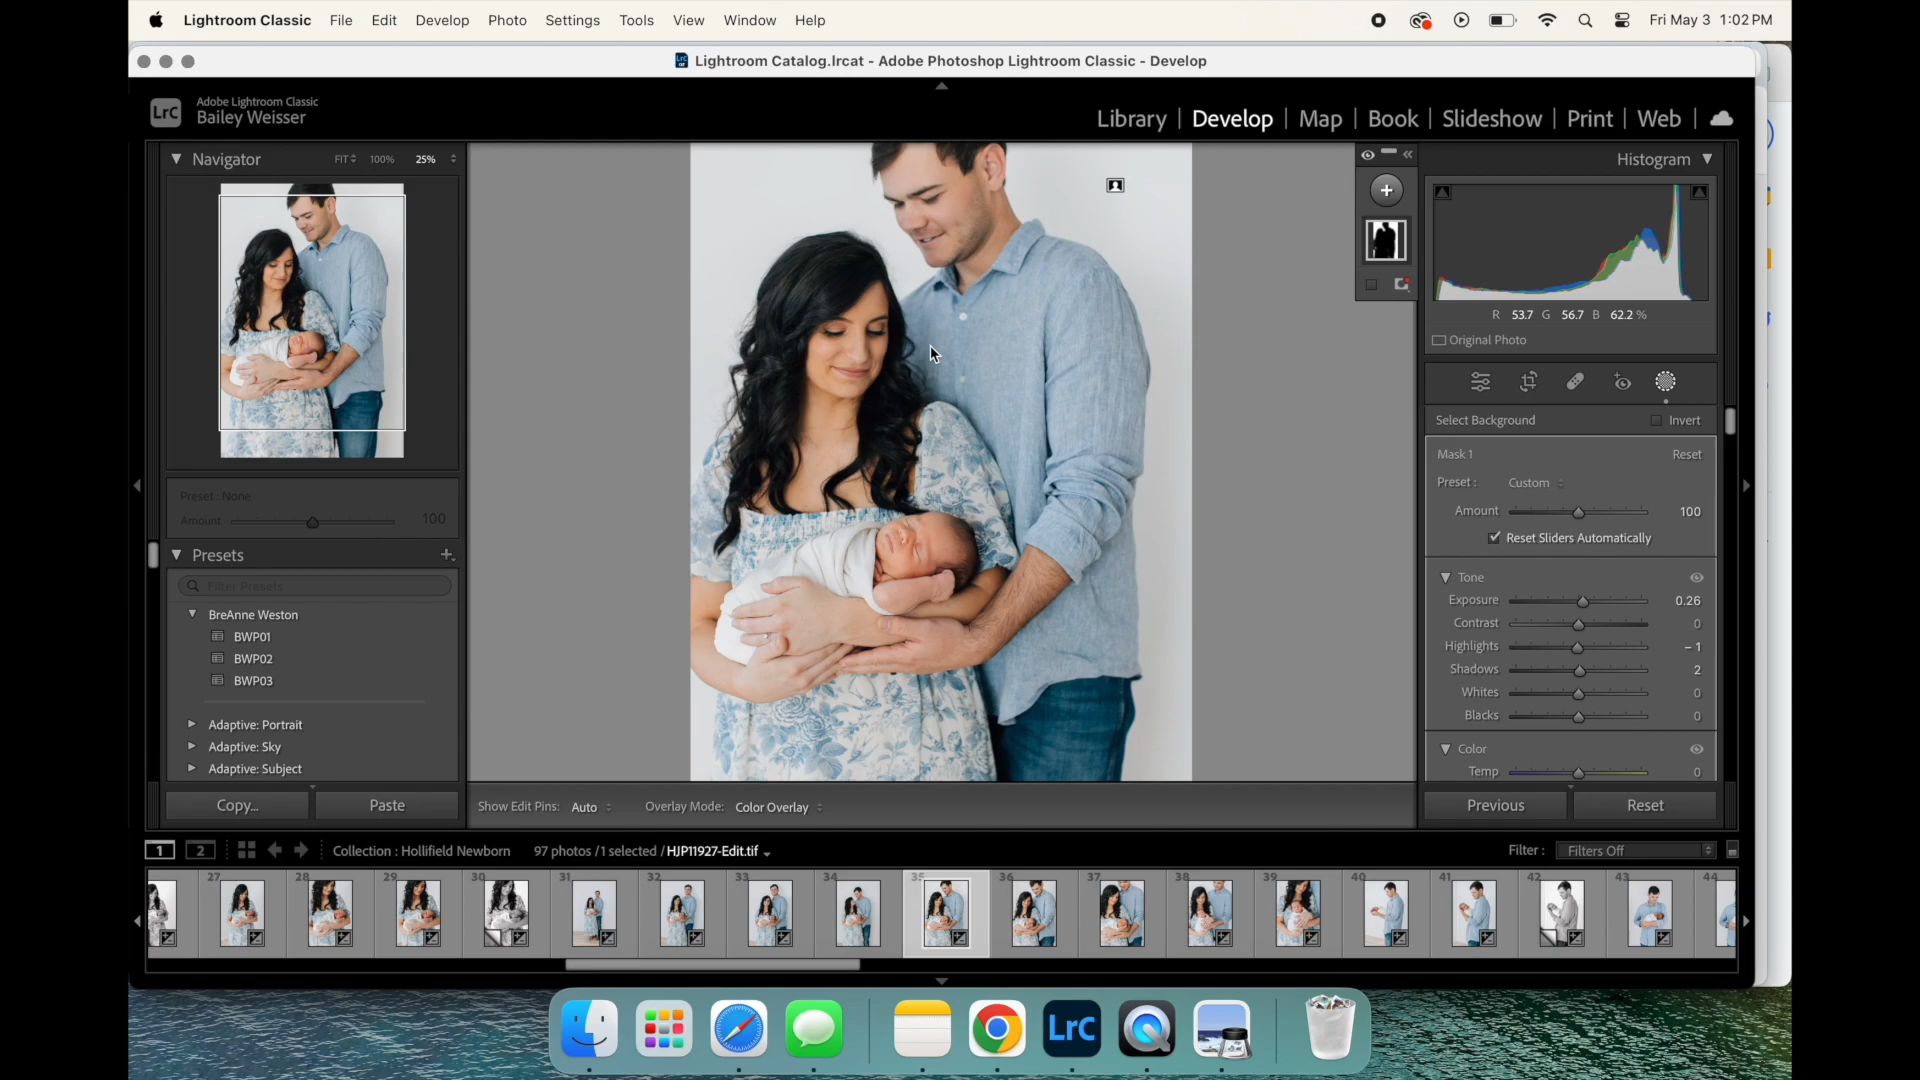 Lightroom Classic File Edit Develop Photo Settings Tools View Window Help Fri May 3 1:02 PM
Lightroom Catalog.lrcat - Adobe Photoshop Lightroom Classic - Develop
LrC Adobe Lightroom Classic
Bailey Weisser
Library | Develop | Map | Book | Slideshow | Print | Web |
Navigator FIT 100% 25%
Histogram
R 53.7 G 56.7 B 62.2 %
Original Photo
Select Background Invert
Mask 1 Reset
Preset : Custom
Amount 100
Reset Sliders Automatically
Tone
Exposure 0.26
Contrast 0
Highlights – 1
Shadows 2
Whites 0
Blacks 0
Color
Temp 0
Previous Reset
Preset : None
Amount 100
Presets
Filter Presets
BreAnne Weston
BWP01
BWP02
BWP03
Adaptive: Portrait
Adaptive: Sky
Adaptive: Subject
Copy... Paste
Show Edit Pins: Auto Overlay Mode: Color Overlay
1 2 Collection : Hollifield Newborn 97 photos / 1 selected / HJP11927-Edit.tif Filter : Filters Off
27 28 29 30 31 32 33 34 35 36 37 38 39 40 41 42 43 44
LrC